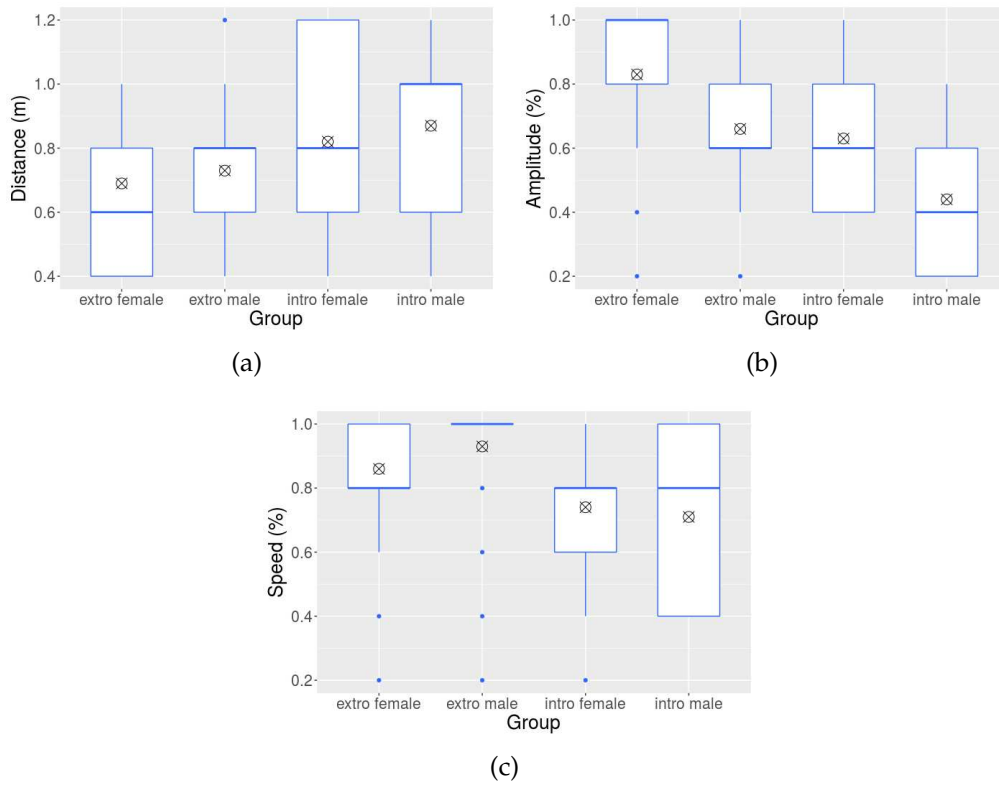 1.2
1.0
0.8
0.6
0.4
Distance (m)
extro female extro male intro female intro male
Group
(a)
1.0
0.8
0.6
0.4
0.2
Amplitude (%)
extro female extro male intro female intro male
Group
(b)
1.0
0.8
0.6
0.4
0.2
Speed (%)
extro female extro male intro female intro male
Group
(c)